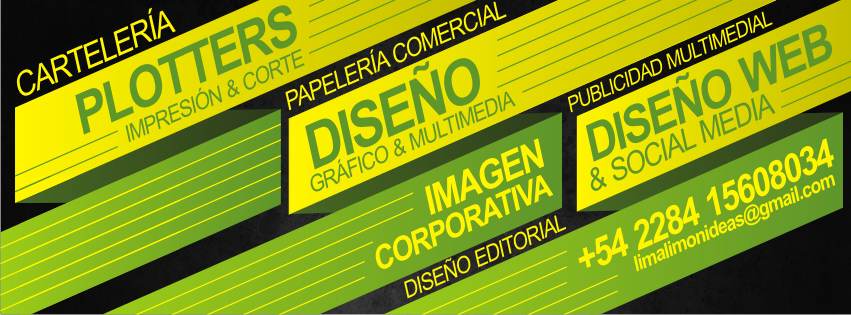 CARTELERÍA
PLOTTERS
IMPRESIÓN & CORTE
PAPELERÍA COMERCIAL
DISEÑO
GRÁFICO & MULTIMEDIA
IMAGEN
CORPORATIVA
DISEÑO EDITORIAL
PUBLICIDAD MULTIMEDIAL
DISEÑO WEB
& SOCIAL MEDIA
+54 2284 15608034
limalimonideas@gmail.com